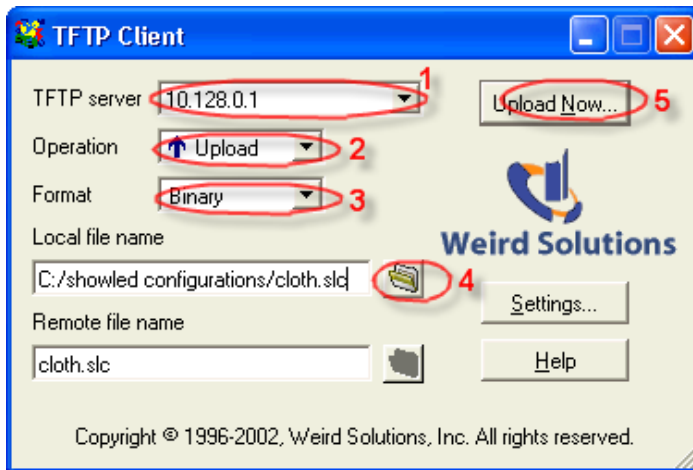 TFTP Client
TFTP server 10.128.0.1 1
Upload Now... 5
Operation Upload 2
Format Binary 3
Weird Solutions
Local file name
C:/showled configurations/cloth.slc 4
Settings...
Remote file name
cloth.slc
Help
Copyright © 1996-2002, Weird Solutions, Inc. All rights reserved.